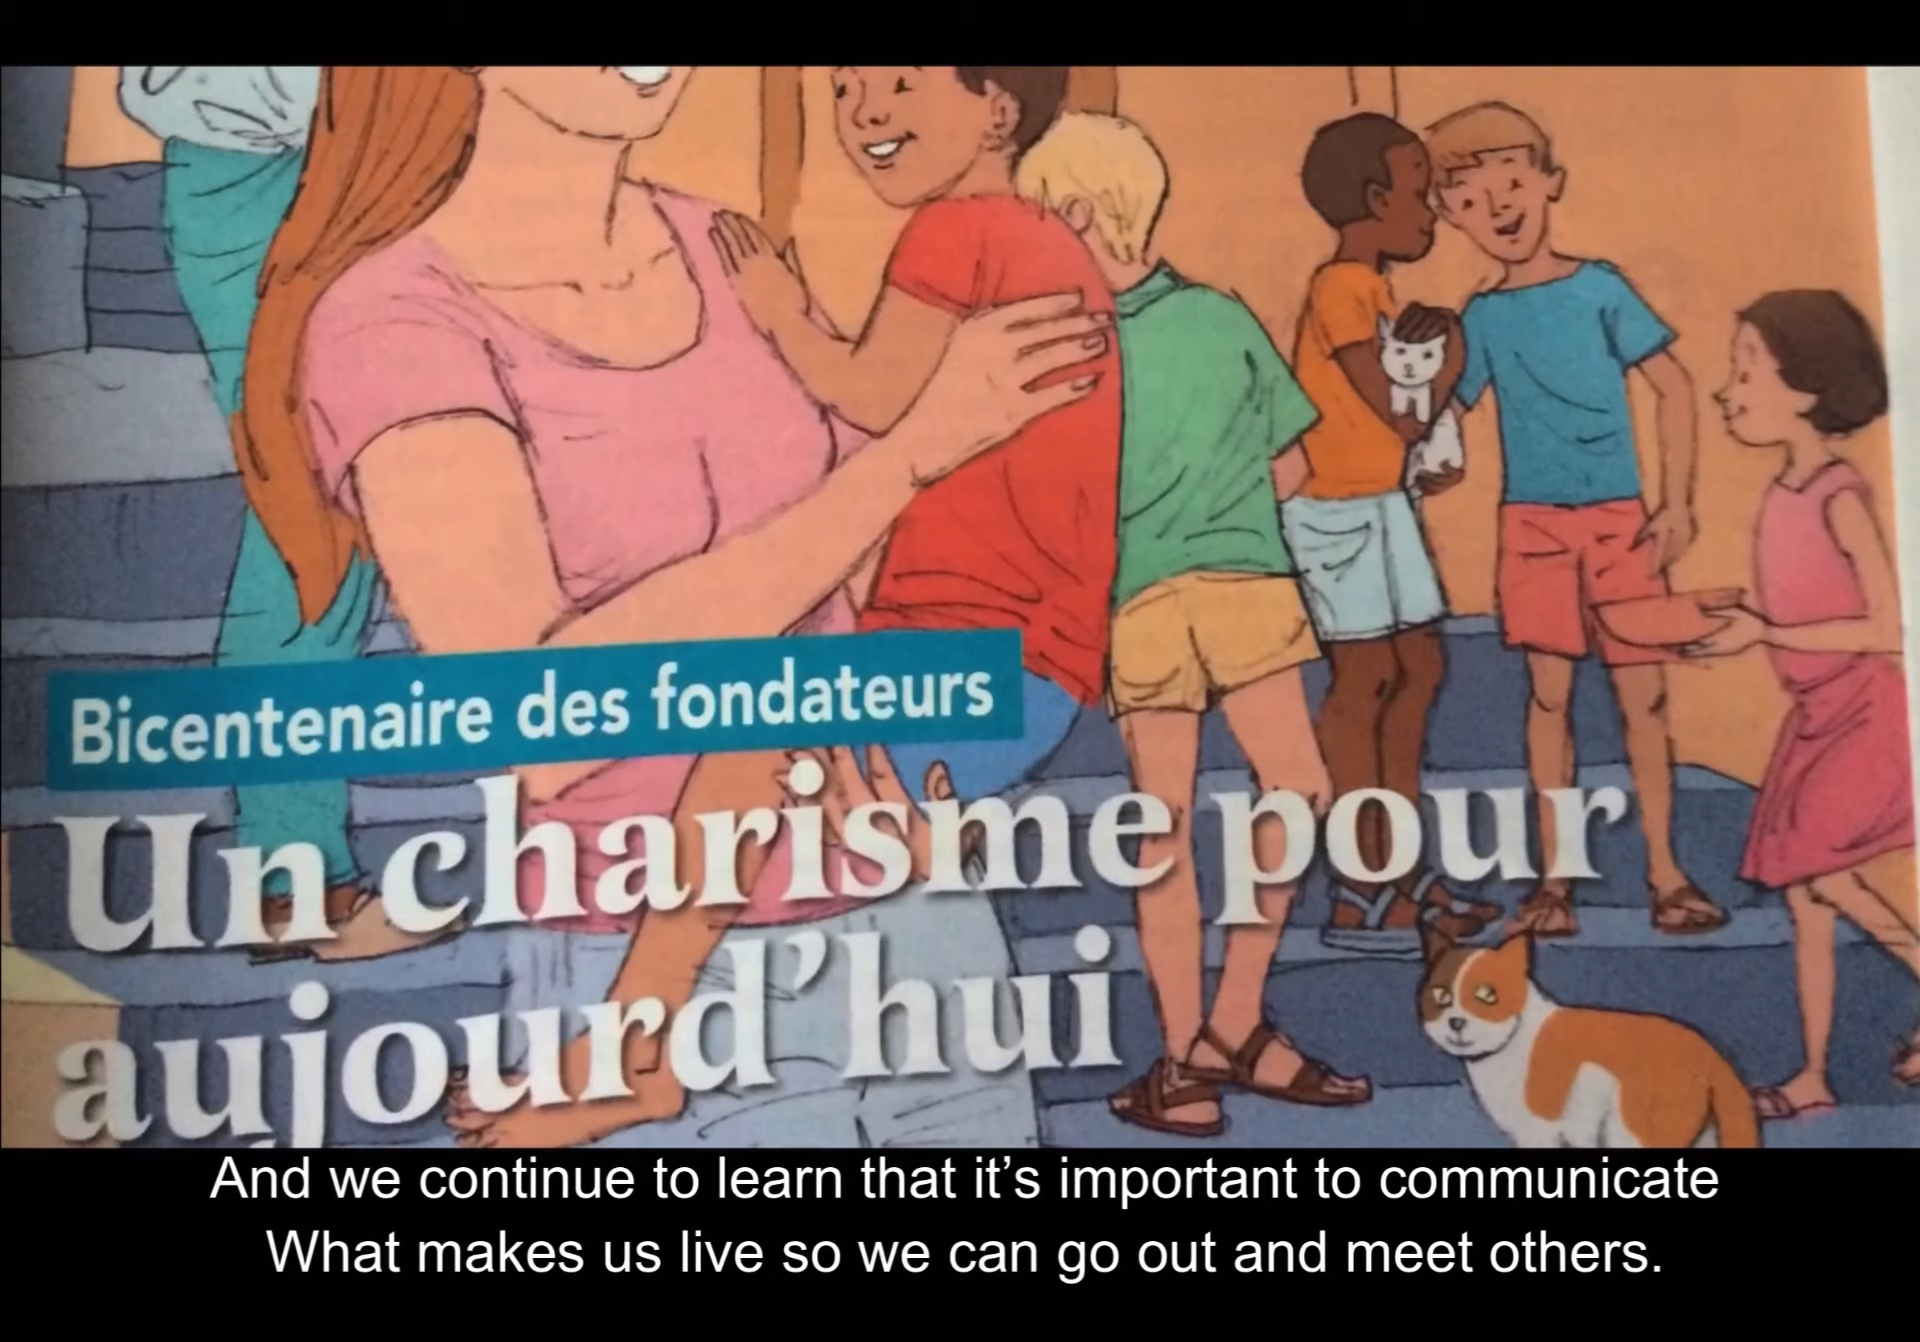 Bicentenaire des fondateurs
Un charisme pour
aujourd'hui
And we continue to learn that it’s important to communicate
What makes us live so we can go out and meet others.